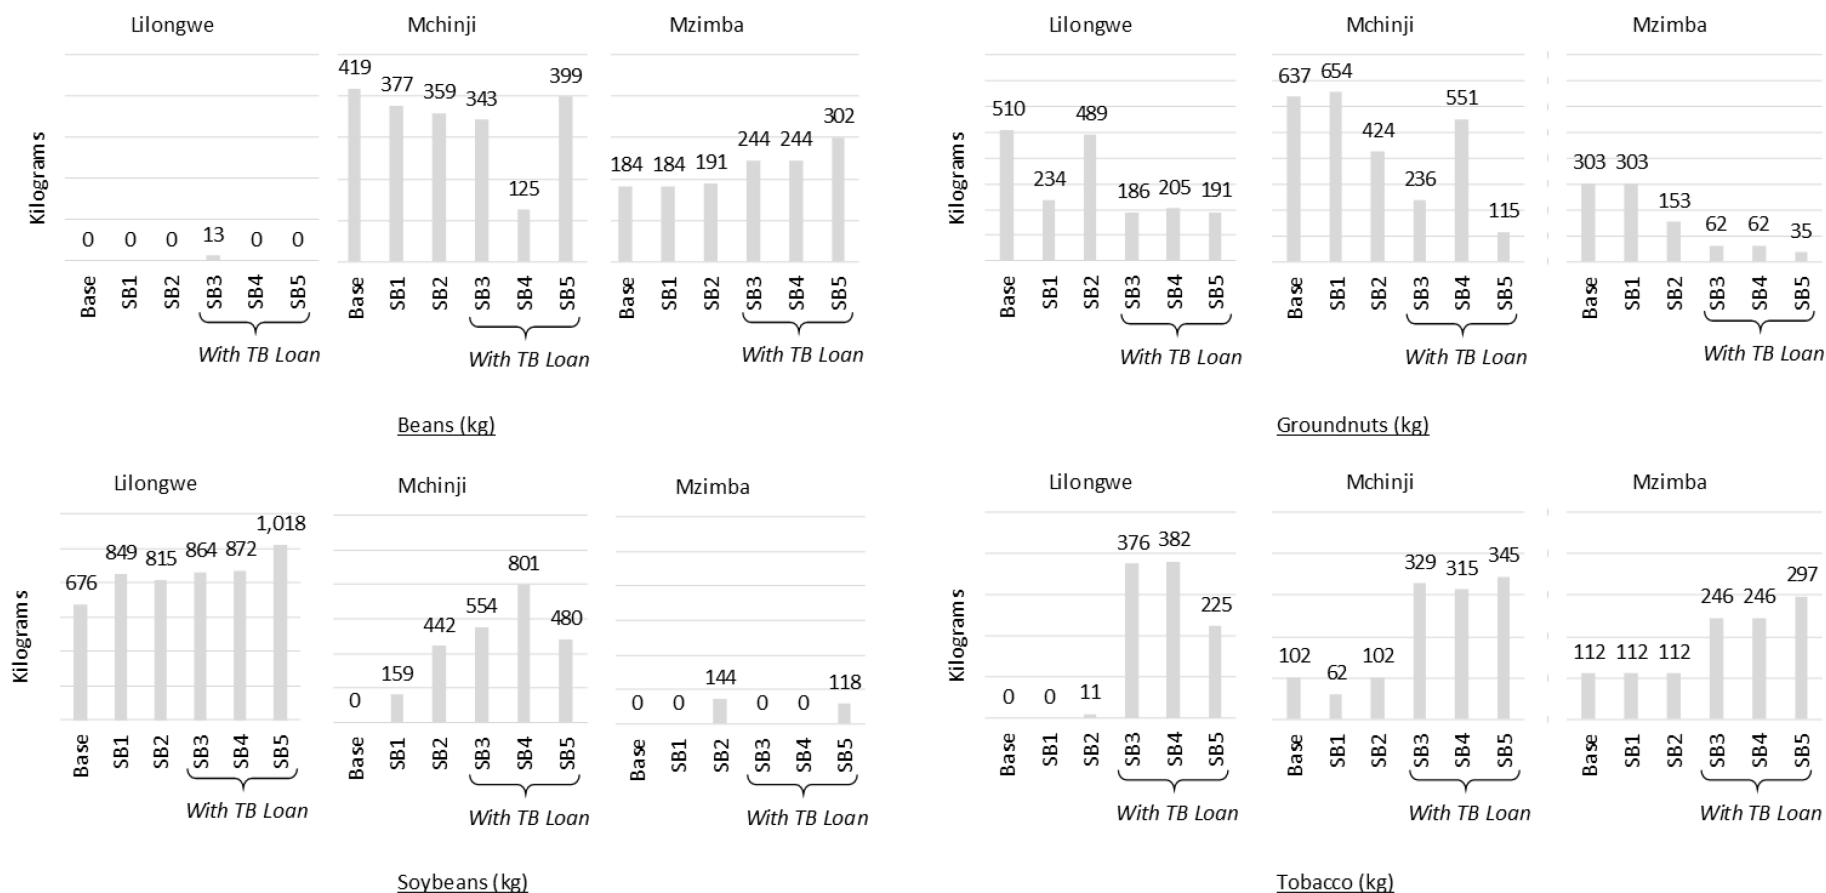 Lilongwe
Mchinji
Mzimba
Kilograms
0 0 0 13 0 0
419 377 359 343 125 399
184 184 191 244 244 302
Base SB1 SB2 SB3 SB4 SB5
Base SB1 SB2 SB3 SB4 SB5
Base SB1 SB2 SB3 SB4 SB5
With TB Loan
With TB Loan
With TB Loan
Beans (kg)
Lilongwe
Mchinji
Mzimba
Kilograms
510 234 489 186 205 191
637 654 424 236 551 115
303 303 153 62 62 35
Base SB1 SB2 SB3 SB4 SB5
Base SB1 SB2 SB3 SB4 SB5
Base SB1 SB2 SB3 SB4 SB5
With TB Loan
With TB Loan
With TB Loan
Groundnuts (kg)
Lilongwe
Mchinji
Mzimba
Kilograms
676 849 815 864 872 1,018
0 159 442 554 801 480
0 0 144 0 0 118
Base SB1 SB2 SB3 SB4 SB5
Base SB1 SB2 SB3 SB4 SB5
Base SB1 SB2 SB3 SB4 SB5
With TB Loan
With TB Loan
With TB Loan
Soybeans (kg)
Lilongwe
Mchinji
Mzimba
Kilograms
0 0 11 376 382 225
102 62 102 329 315 345
112 112 112 246 246 297
Base SB1 SB2 SB3 SB4 SB5
Base SB1 SB2 SB3 SB4 SB5
Base SB1 SB2 SB3 SB4 SB5
With TB Loan
With TB Loan
With TB Loan
Tobacco (kg)